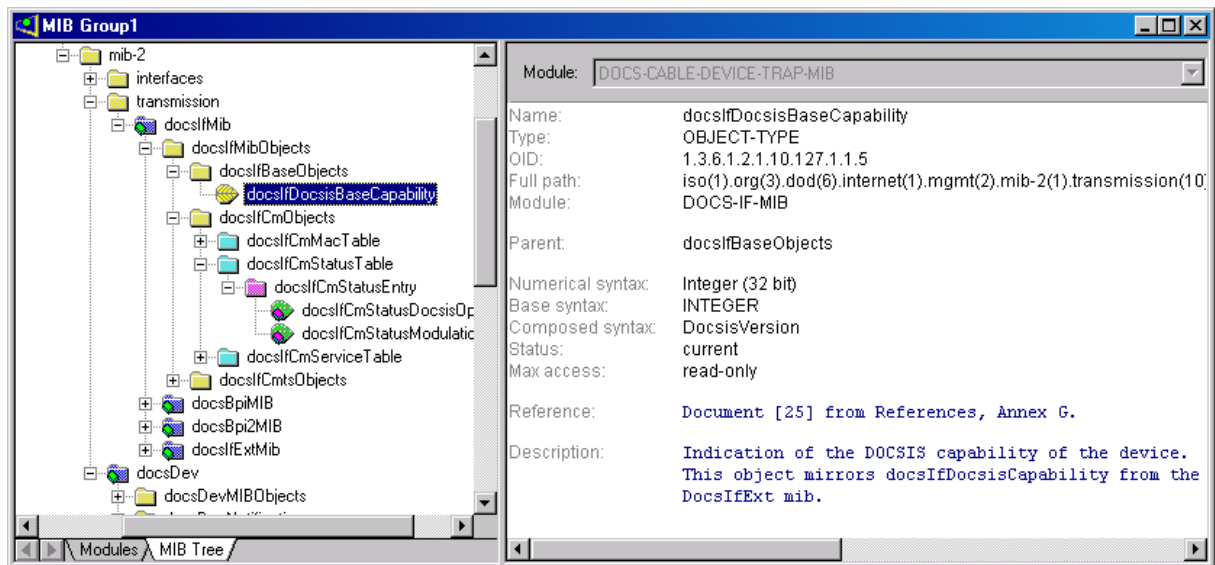 MIB Group1
mib-2
interfaces
transmission
docsIfMib
docsIfMibObjects
docsIfBaseObjects
docsIfDocsisBaseCapability
docsIfCmObjects
docsIfCmMacTable
docsIfCmStatusTable
docsIfCmStatusEntry
docsIfCmStatusDocsisOp
docsIfCmStatusModulatic
docsIfCmServiceTable
docsIfCmtsObjects
docsBpiMIB
docsBpi2MIB
docsIfExtMib
docsDev
docsDevMIBObjects
Modules MIB Tree
Module: DOCS-CABLE-DEVICE-TRAP-MIB
Name: docsIfDocsisBaseCapability
Type: OBJECT-TYPE
OID: 1.3.6.1.2.1.10.127.1.1.5
Full path: iso(1).org(3).dod(6).internet(1).mgmt(2).mib-2(1).transmission(10)
Module: DOCS-IF-MIB
Parent: docsIfBaseObjects
Numerical syntax: Integer (32 bit)
Base syntax: INTEGER
Composed syntax: DocsisVersion
Status: current
Max access: read-only
Reference: Document [25] from References, Annex G.
Description: Indication of the DOCSIS capability of the device.
This object mirrors docsIfDocsisCapability from the
DocsIfExt mib.